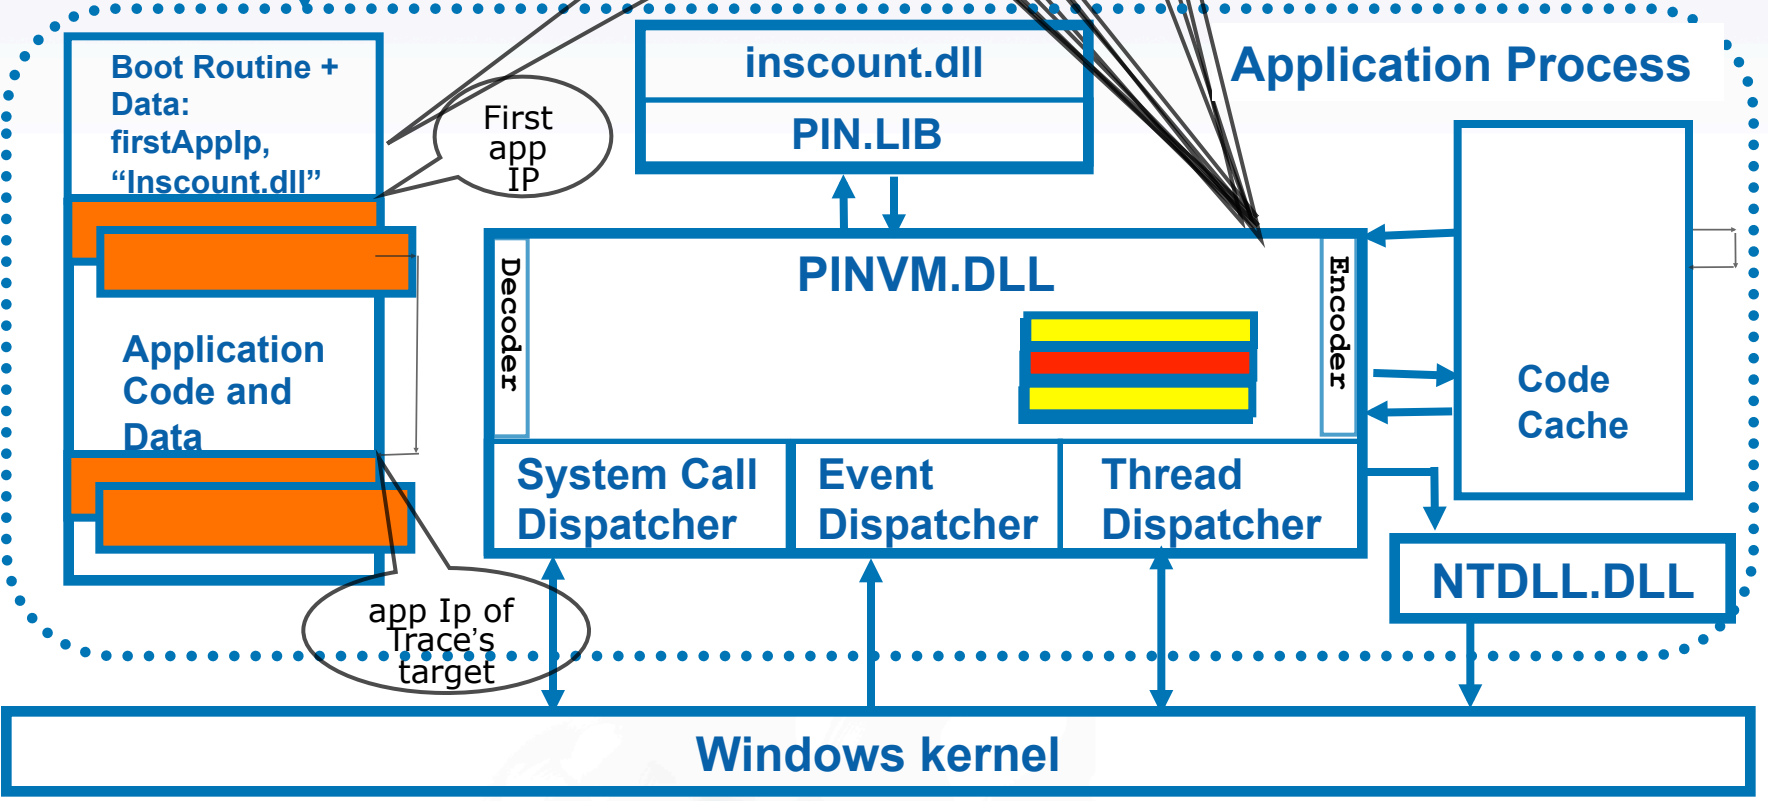 Boot Routine +
Data:
firstAppIp,
“Inscount.dll”
First
app
IP
inscount.dll
PIN.LIB
Application Process
Decoder
PINVM.DLL
Encoder
Application
Code and
Data
Code
Cache
System Call
Dispatcher
Event
Dispatcher
Thread
Dispatcher
NTDLL.DLL
app Ip of
Trace’s
target
Windows kernel